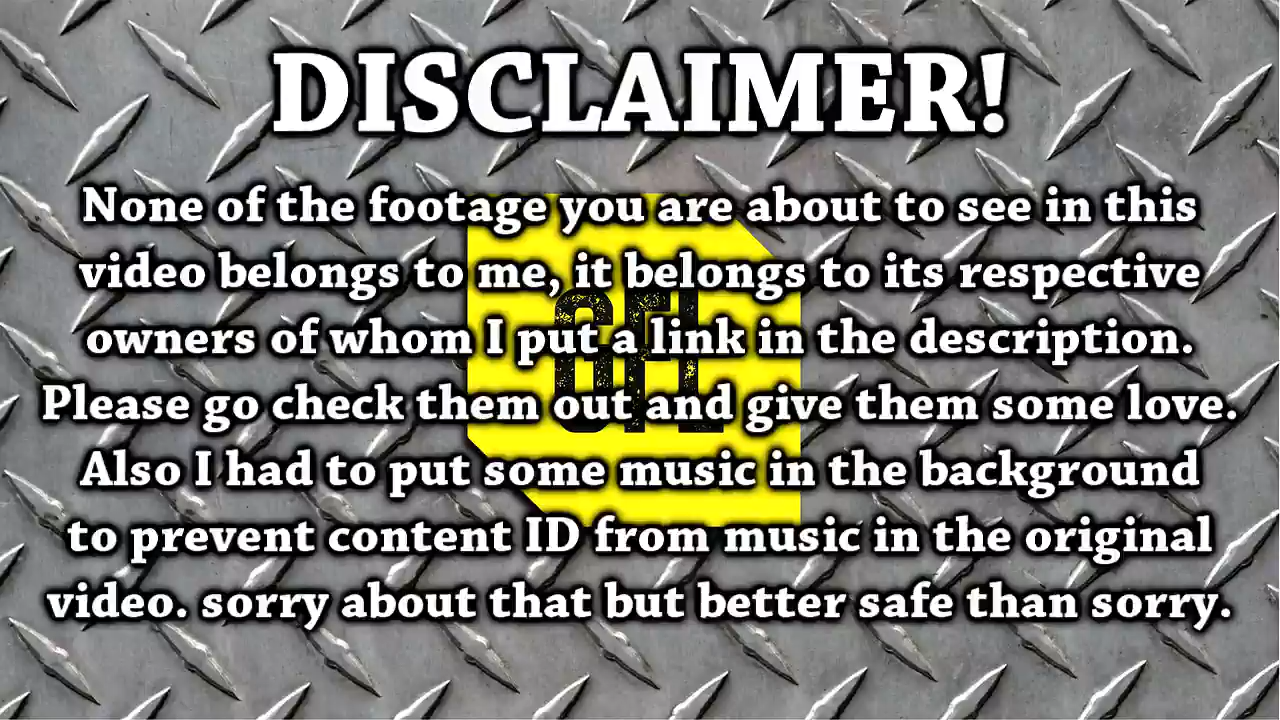 DISCLAIMER!
None of the footage you are about to see in this
video belongs to me, it belongs to its respective
owners of whom I put a link in the description.
Please go check them out and give them some love.
Also I had to put some music in the background
to prevent content ID from music in the original
video. sorry about that but better safe than sorry.